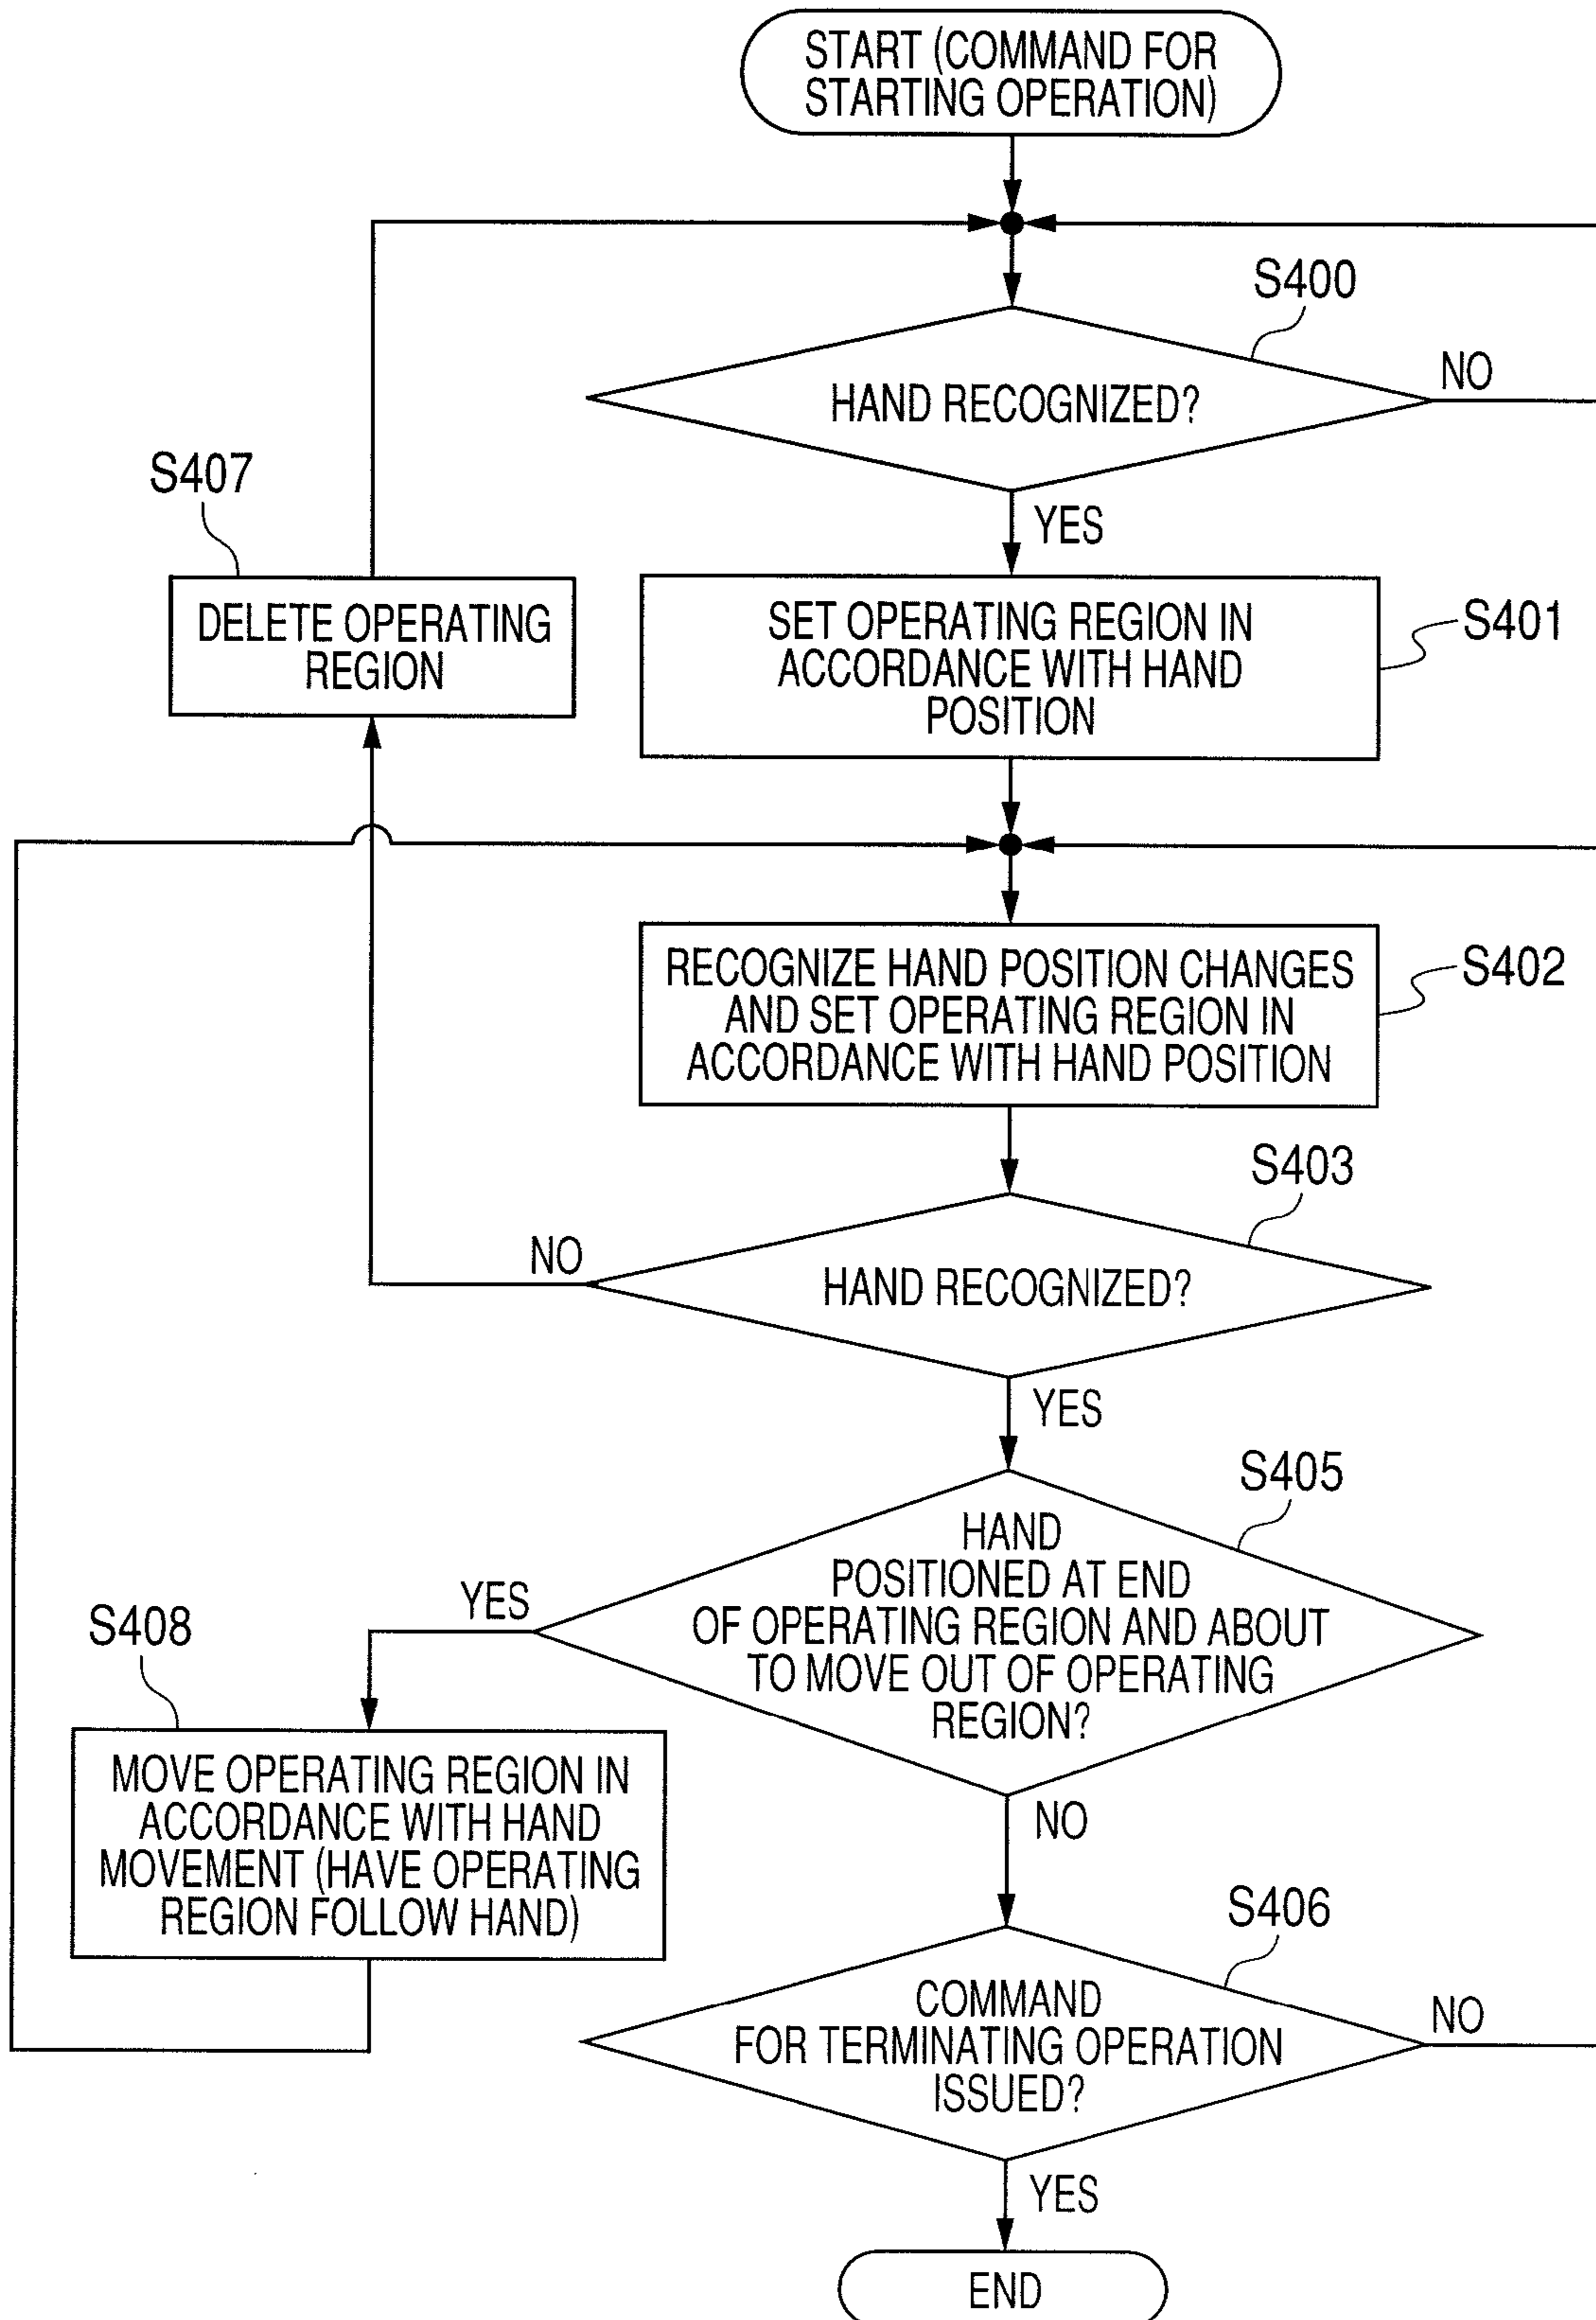 START (COMMAND FOR
STARTING OPERATION)
S400
HAND RECOGNIZED?
NO
YES
S407
DELETE OPERATING
REGION
SET OPERATING REGION IN
ACCORDANCE WITH HAND
POSITION
S401
RECOGNIZE HAND POSITION CHANGES
AND SET OPERATING REGION IN
ACCORDANCE WITH HAND POSITION
S402
S403
NO
HAND RECOGNIZED?
YES
S405
HAND
POSITIONED AT END
OF OPERATING REGION AND ABOUT
TO MOVE OUT OF OPERATING
REGION?
YES
S408
MOVE OPERATING REGION IN
ACCORDANCE WITH HAND
MOVEMENT (HAVE OPERATING
REGION FOLLOW HAND)
NO
S406
COMMAND
FOR TERMINATING OPERATION
ISSUED?
NO
YES
END